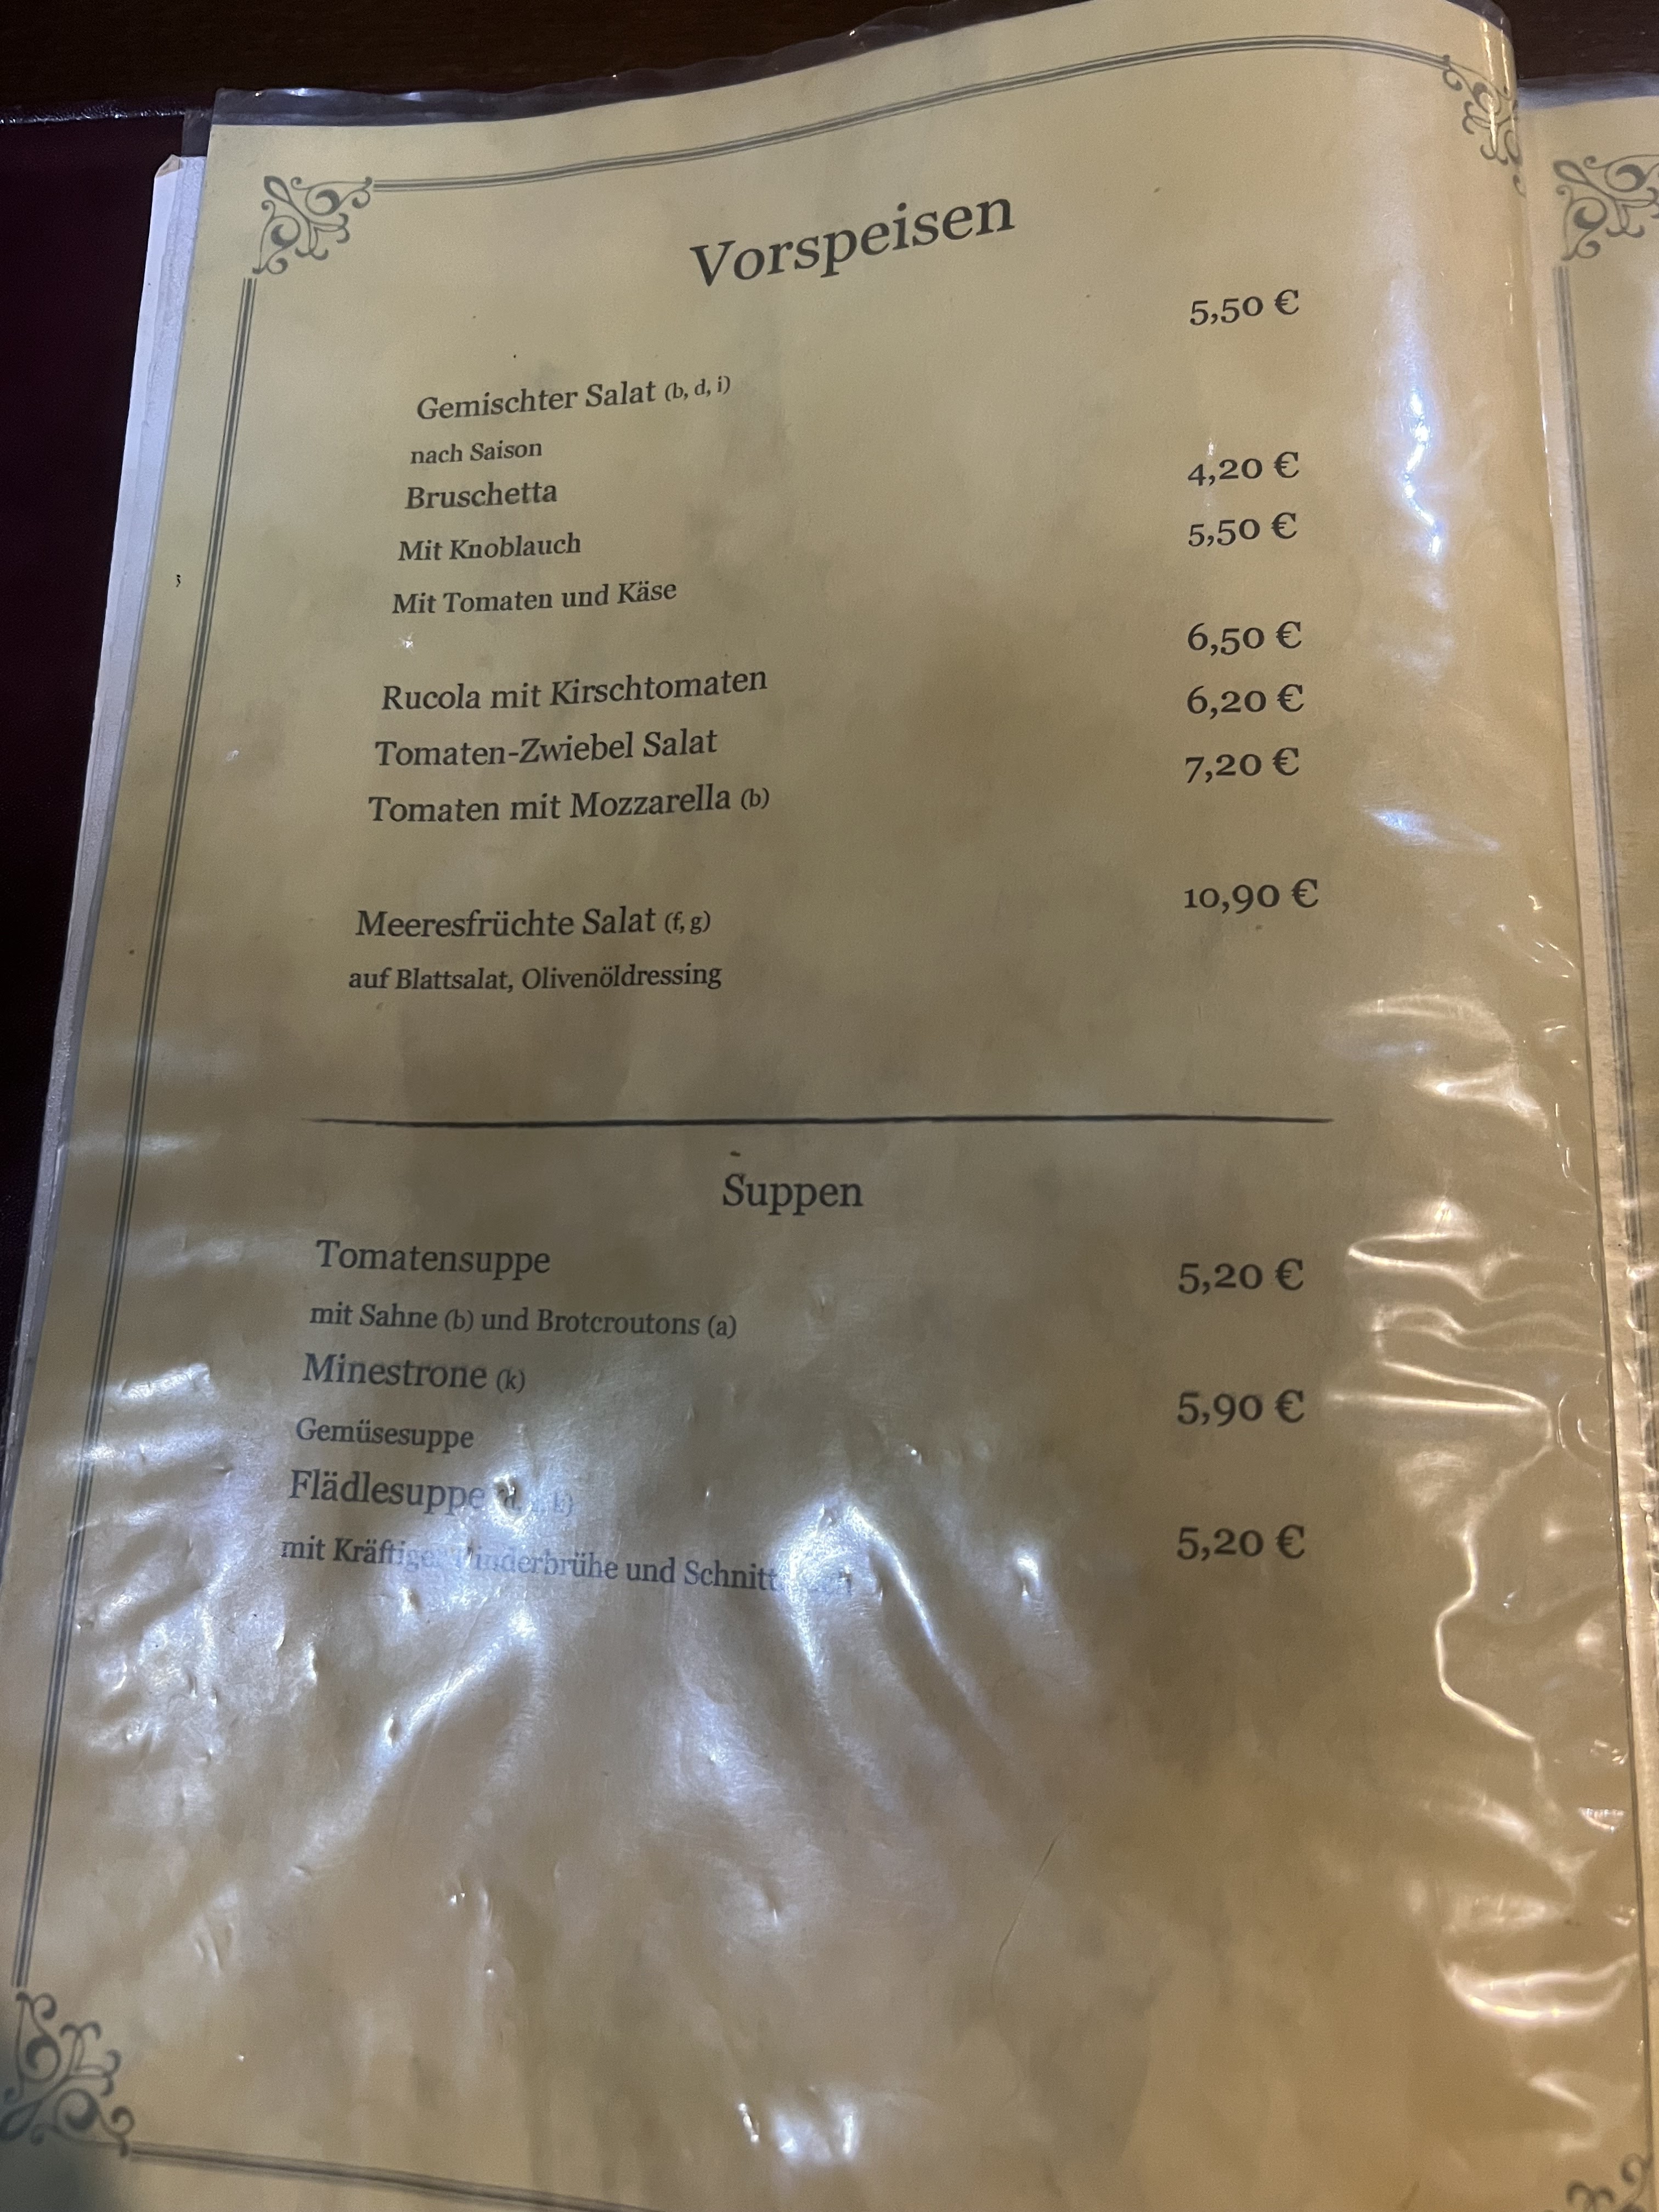 Vorspeisen
5,50 €
Gemischter Salat (b, d, i)
nach Saison
Bruschetta
Mit Knoblauch 4,20 €
Mit Tomaten und Käse 5,50 €
Rucola mit Kirschtomaten 6,50 €
Tomaten-Zwiebel Salat 6,20 €
Tomaten mit Mozzarella (b) 7,20 €
Meeresfrüchte Salat (f, g) 10,90 €
auf Blattsalat, Olivenöldressing
Suppen
Tomatensuppe 5,20 €
mit Sahne (b) und Brotcroutons (a)
Minestrone (k) 5,90 €
Gemüsesuppe
Flädlesuppe 5,20 €
mit und